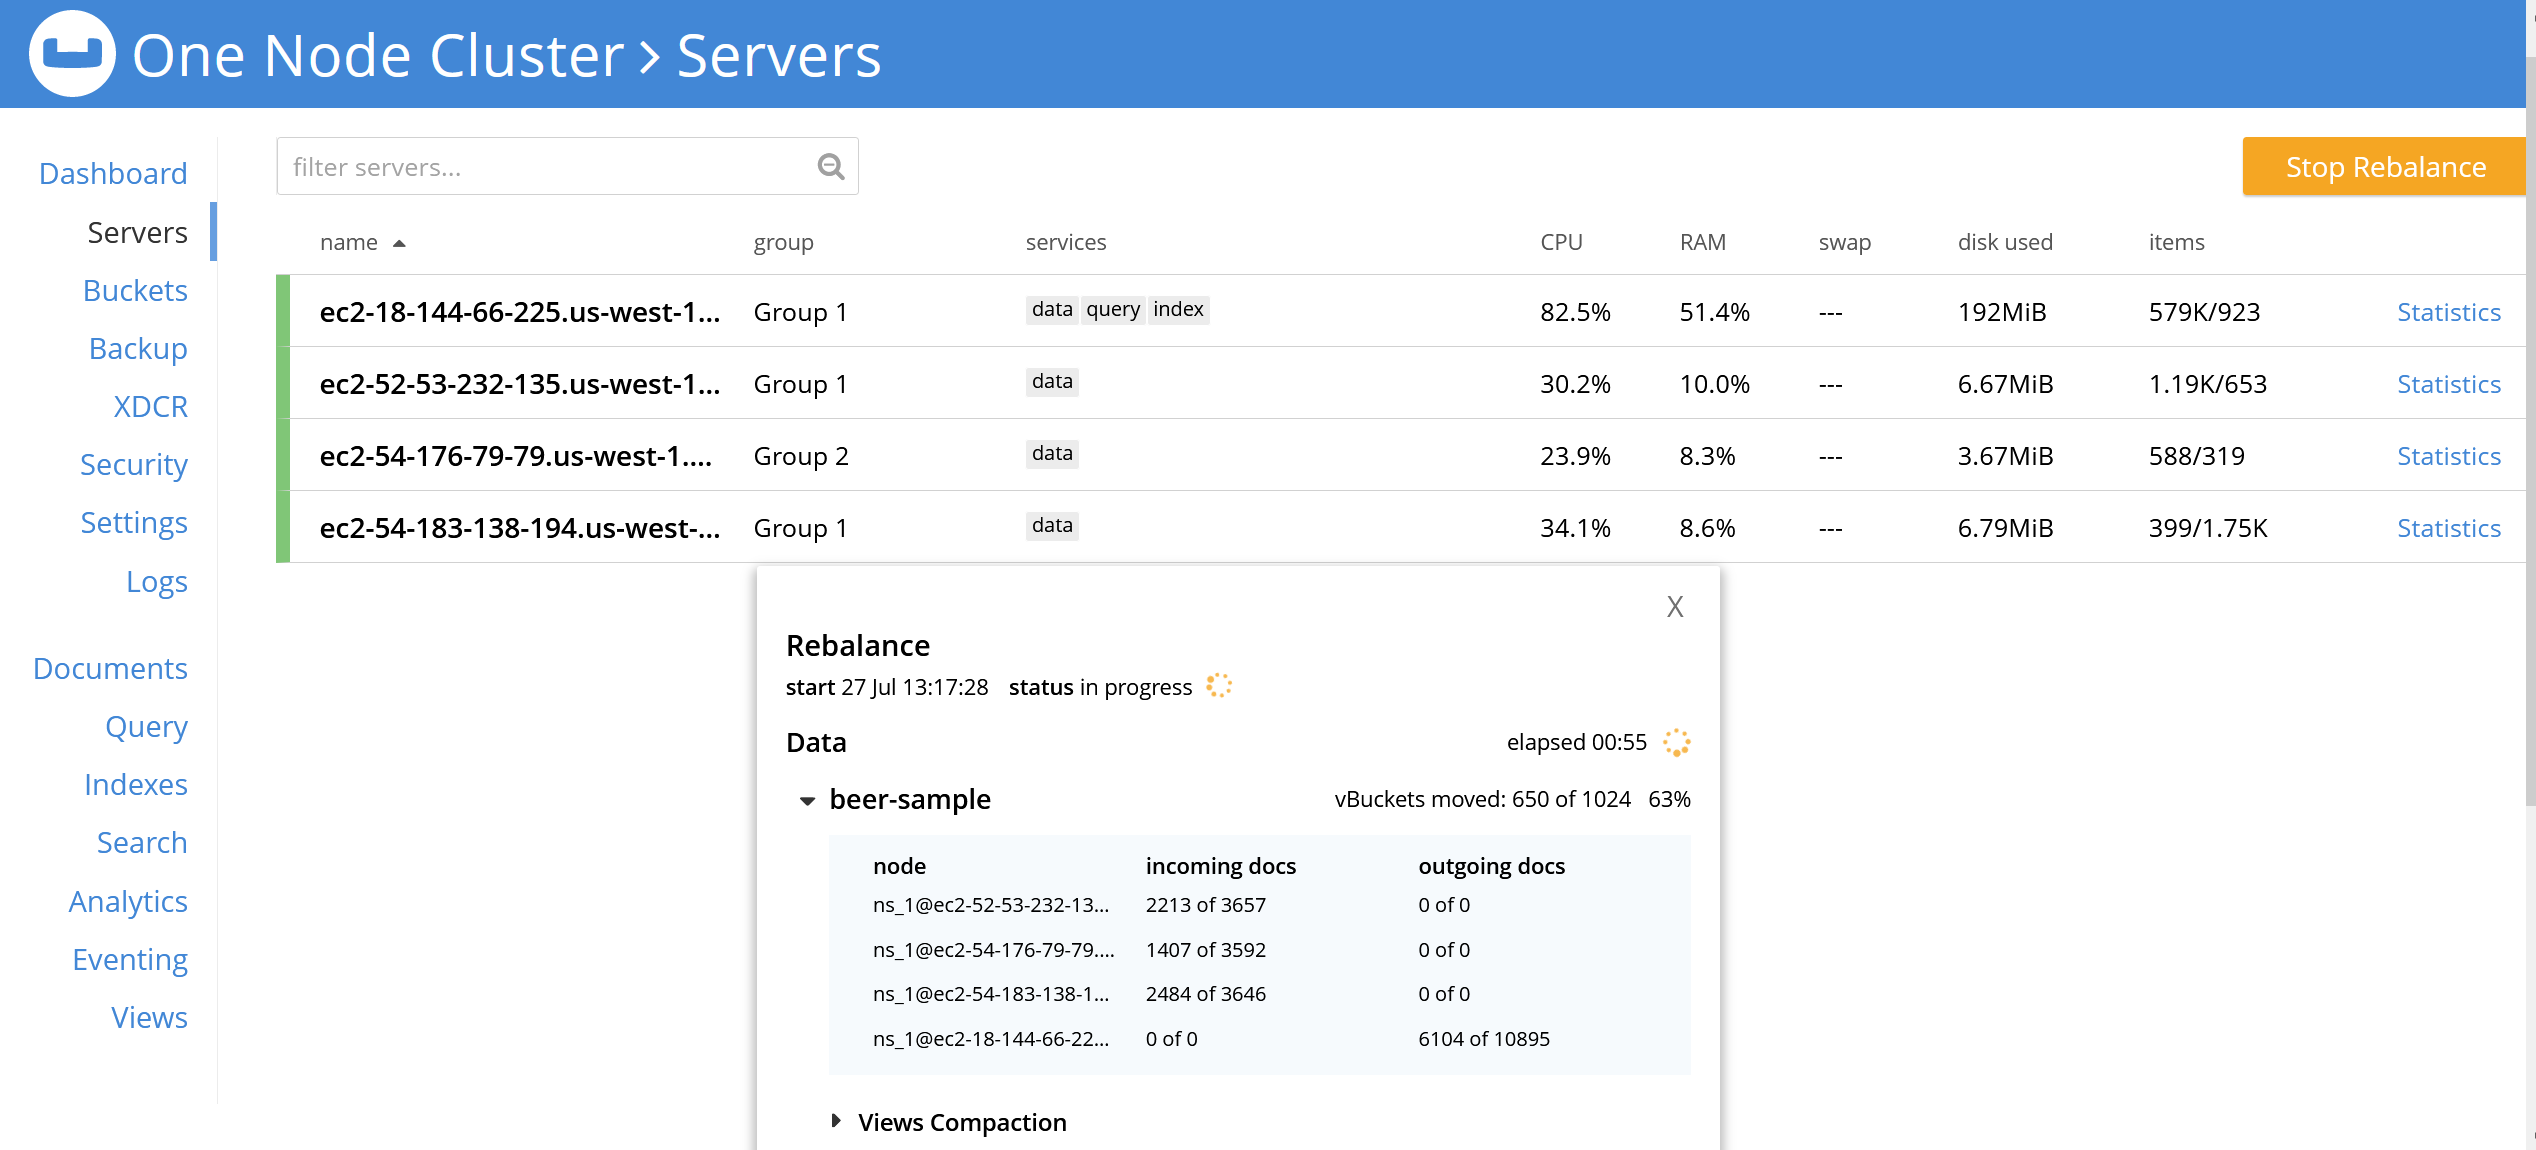 One Node Cluster > Servers
Dashboard
Servers
Buckets
Backup
XDCR
Security
Settings
Logs
Documents
Query
Indexes
Search
Analytics
Eventing
Views
filter servers...
Stop Rebalance
name group services CPU RAM swap disk used items
ec2-18-144-66-225.us-west-1... Group 1 data query index 82.5% 51.4% --- 192MiB 579K/923 Statistics
ec2-52-53-232-135.us-west-1... Group 1 data 30.2% 10.0% --- 6.67MiB 1.19K/653 Statistics
ec2-54-176-79-79.us-west-1.... Group 2 data 23.9% 8.3% --- 3.67MiB 588/319 Statistics
ec2-54-183-138-194.us-west-... Group 1 data 34.1% 8.6% --- 6.79MiB 399/1.75K Statistics
X
Rebalance
start 27 Jul 13:17:28 status in progress
Data elapsed 00:55
beer-sample vBuckets moved: 650 of 1024 63%
node incoming docs outgoing docs
ns_1@ec2-52-53-232-13... 2213 of 3657 0 of 0
ns_1@ec2-54-176-79-79.... 1407 of 3592 0 of 0
ns_1@ec2-54-183-138-1... 2484 of 3646 0 of 0
ns_1@ec2-18-144-66-22... 0 of 0 6104 of 10895
Views Compaction